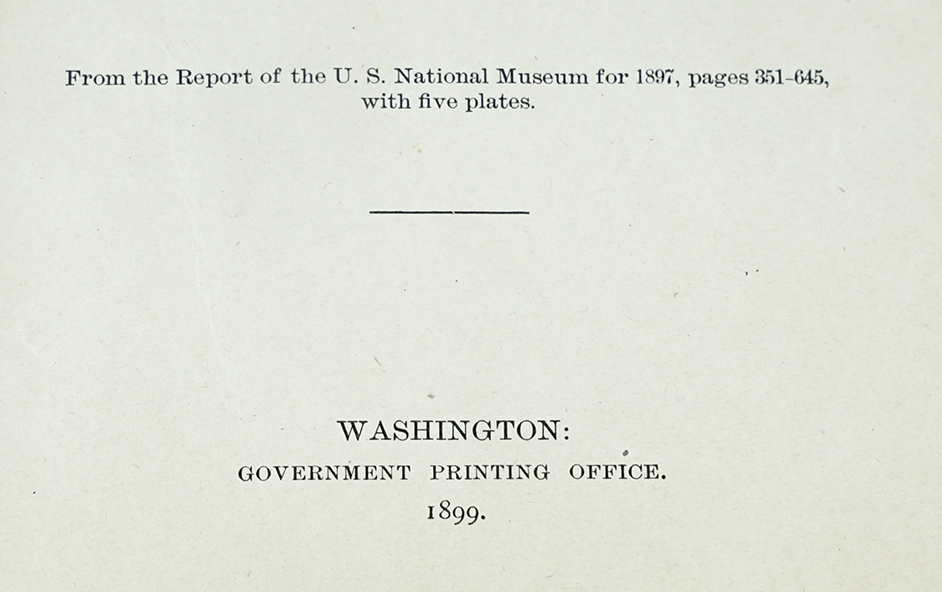 From the Report of the U. S. National Museum for 1897, pages 351-645,
with five plates.
WASHINGTON:
GOVERNMENT PRINTING OFFICE.
1899.